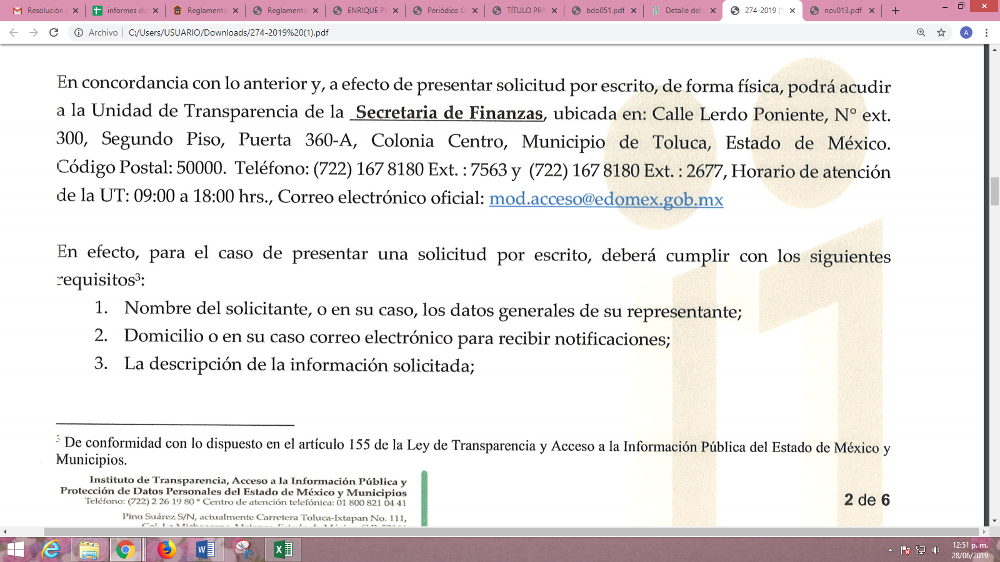 Resolución
informes di
Reglamento
Reglamento
ENRIQUE PE
Periódico O
TÍTULO PRI
bdo051.pdf
Detalle del
274-2019 (1
nov013.pdf
Archivo C:/Users/USUARIO/Downloads/274-2019%20(1).pdf
A
En concordancia con lo anterior y, a efecto de presentar solicitud por escrito, de forma física, podrá acudir
a la Unidad de Transparencia de la Secretaria de Finanzas, ubicada en: Calle Lerdo Poniente, N° ext.
300, Segundo Piso, Puerta 360-A, Colonia Centro, Municipio de Toluca, Estado de México.
Código Postal: 50000. Teléfono: (722) 167 8180 Ext. : 7563 y (722) 167 8180 Ext. : 2677, Horario de atención
de la UT: 09:00 a 18:00 hrs., Correo electrónico oficial: mod.acceso@edomex.gob.mx
En efecto, para el caso de presentar una solicitud por escrito, deberá cumplir con los siguientes
requisitos³:
1. Nombre del solicitante, o en su caso, los datos generales de su representante;
2. Domicilio o en su caso correo electrónico para recibir notificaciones;
3. La descripción de la información solicitada;
³ De conformidad con lo dispuesto en el artículo 155 de la Ley de Transparencia y Acceso a la Información Pública del Estado de México y
Municipios.
Instituto de Transparencia, Acceso a la Información Pública y
Protección de Datos Personales del Estado de México y Municipios
Teléfono: (722) 2 26 19 80 * Centro de atención telefónica: 01 800 821 04 41
2 de 6
Pino Suárez S/N, actualmente Carretera Toluca-Ixtapan No. 111,
12:51 p. m.
28/06/2019